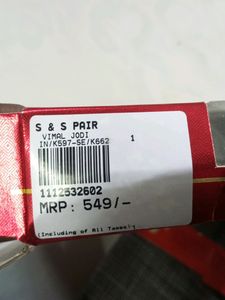 S & S PAIR
VIMAL JODI
IN/K597-SE/K662 1
1112532602
MRP: 549/-
(Including of All Taxes)